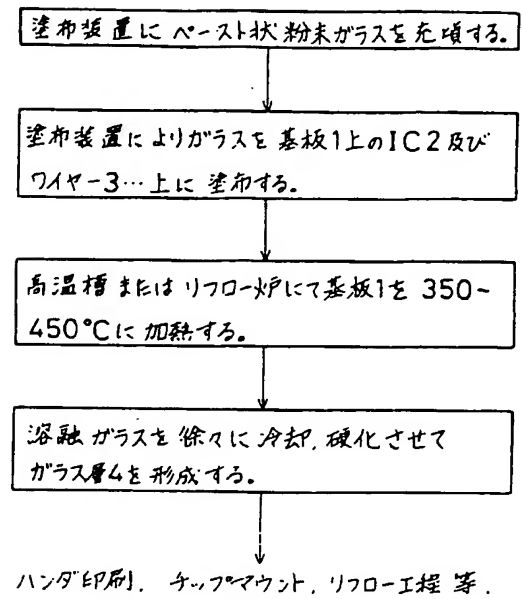 塗布装置にペースト状粉末ガラスを充填する。
塗布装置によりガラスを基板1上のIC2及び
ワイヤー3…上に塗布する。
高温槽またはリフロー炉にて基板1を350~
450°Cに加熱する。
溶融ガラスを徐々に冷却,硬化させて
ガラス層4を形成する。
ハンダ印刷, チップマウント, リフロー工程等.